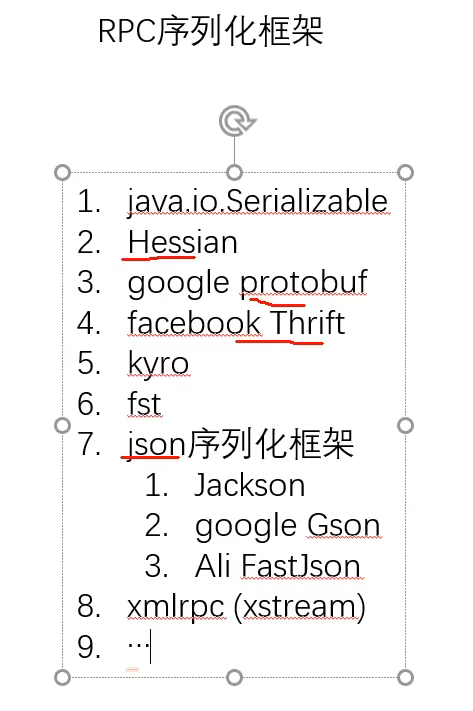 RPC序列化框架
1. java.io.Serializable
2. Hessian
3. google protobuf
4. facebook Thrift
5. kyro
6. fst
7. json序列化框架
1. Jackson
2. google Gson
3. Ali FastJson
8. xmlrpc (xstream)
9. ...